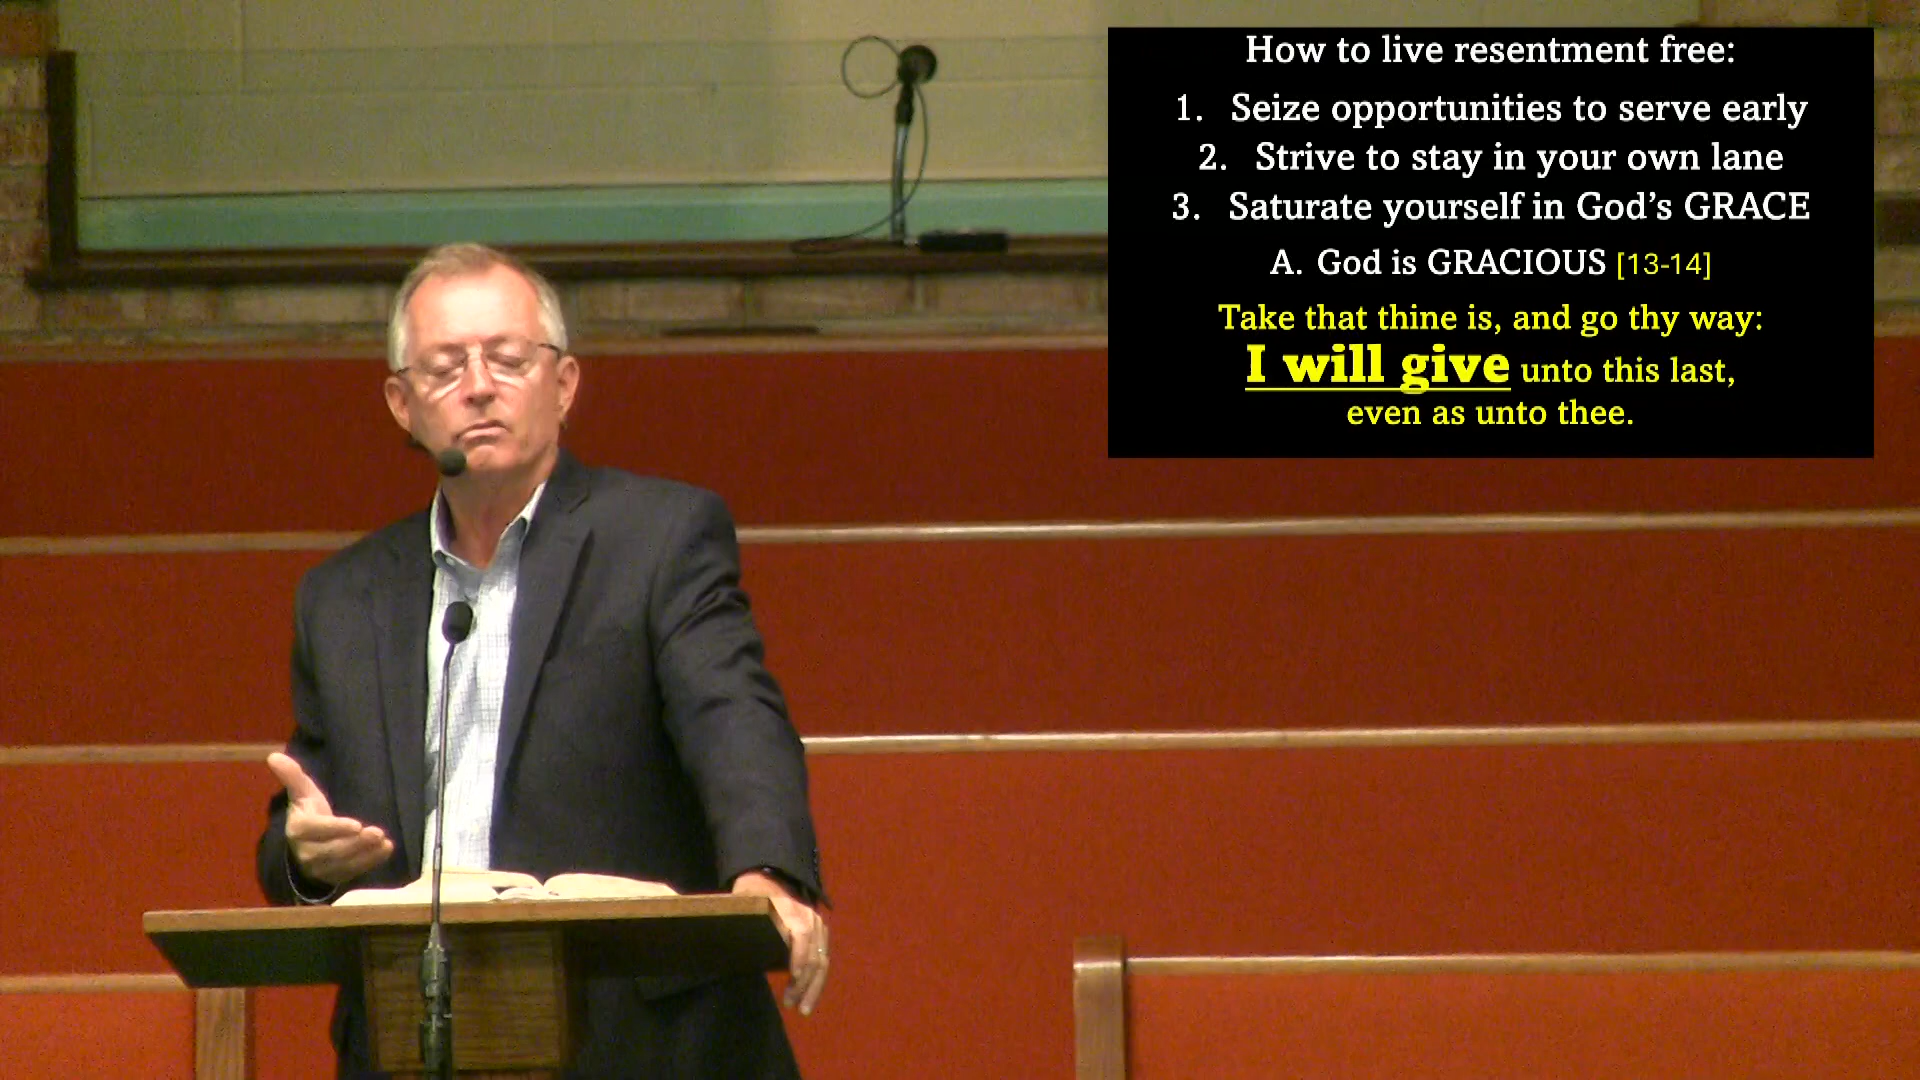 How to live resentment free:
1. Seize opportunities to serve early
2. Strive to stay in your own lane
3. Saturate yourself in God’s GRACE
A. God is GRACIOUS [13-14]
Take that thine is, and go thy way:
I will give unto this last,
even as unto thee.